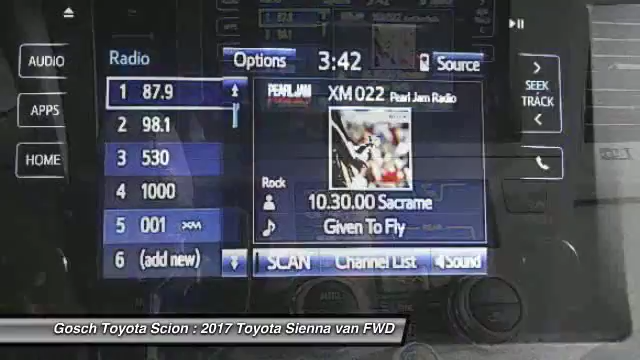 AUDIO
APPS
HOME
Radio
1 87.9
2 98.1
3 530
4 1000
5 001 XM
6 (add new)
Options
3:42
Source
PEARL JAM
XM 022 Pearl Jam Radio
Rock
10.30.00 Sacrame
Given To Fly
SCAN
Channel List
Sound
SEEK
TRACK
Gosch Toyota Scion : 2017 Toyota Sienna van FWD